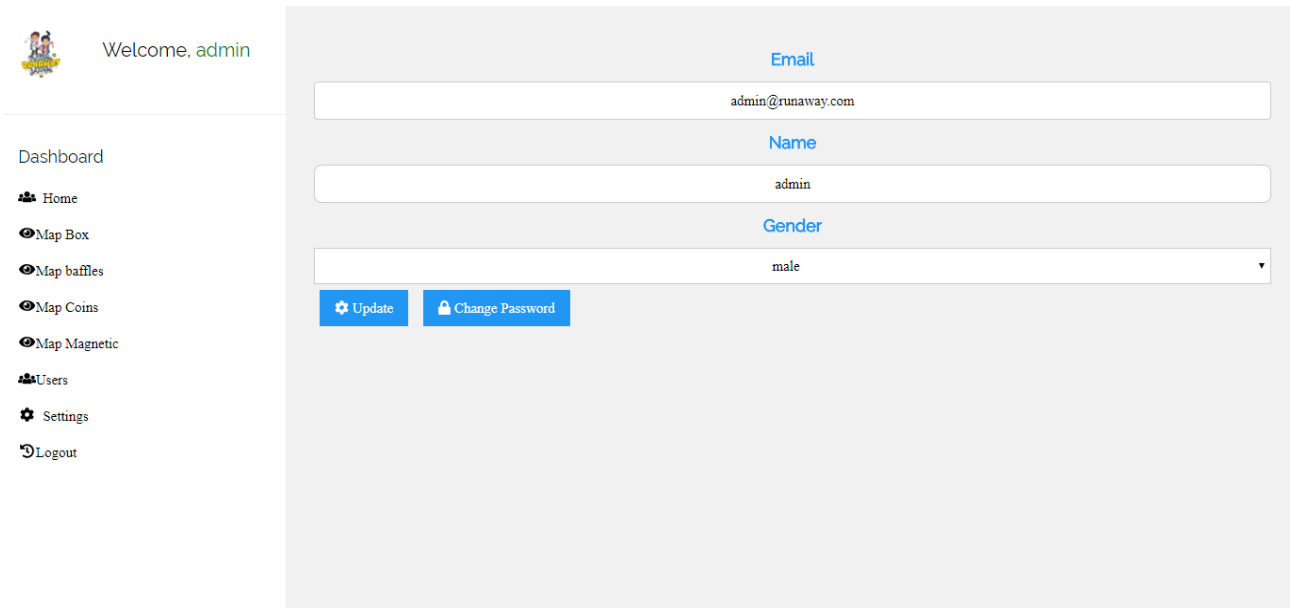 Welcome, admin
Dashboard
Home
Map Box
Map baffles
Map Coins
Map Magnetic
Users
Settings
Logout
Email
admin@runaway.com
Name
admin
Gender
male
Update
Change Password